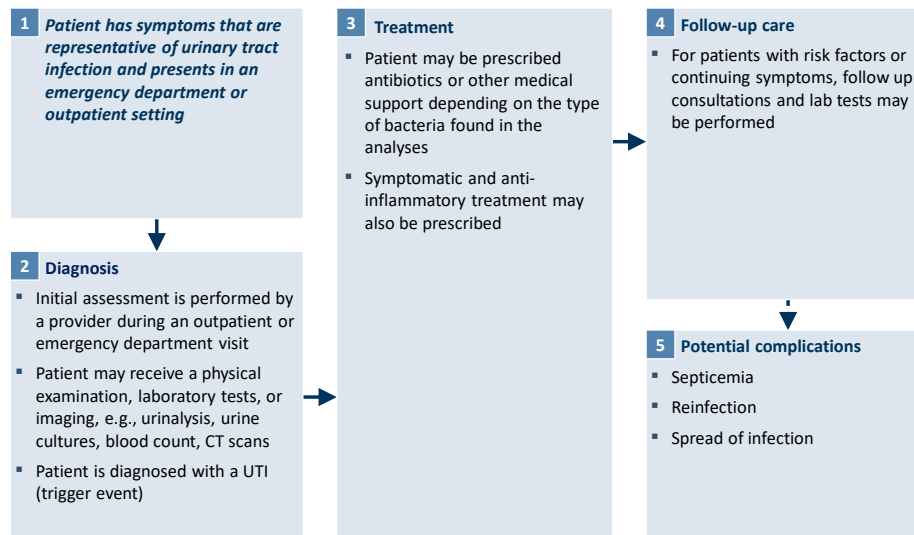 1 Patient has symptoms that are
representative of urinary tract
infection and presents in an
emergency department or
outpatient setting
2 Diagnosis
▪ Initial assessment is performed by
a provider during an outpatient or
emergency department visit
▪ Patient may receive a physical
examination, laboratory tests, or
imaging, e.g., urinalysis, urine
cultures, blood count, CT scans
▪ Patient is diagnosed with a UTI
(trigger event)
3 Treatment
▪ Patient may be prescribed
antibiotics or other medical
support depending on the type
of bacteria found in the
analyses
▪ Symptomatic and anti-
inflammatory treatment may
also be prescribed
4 Follow-up care
▪ For patients with risk factors or
continuing symptoms, follow up
consultations and lab tests may
be performed
5 Potential complications
▪ Septicemia
▪ Reinfection
▪ Spread of infection